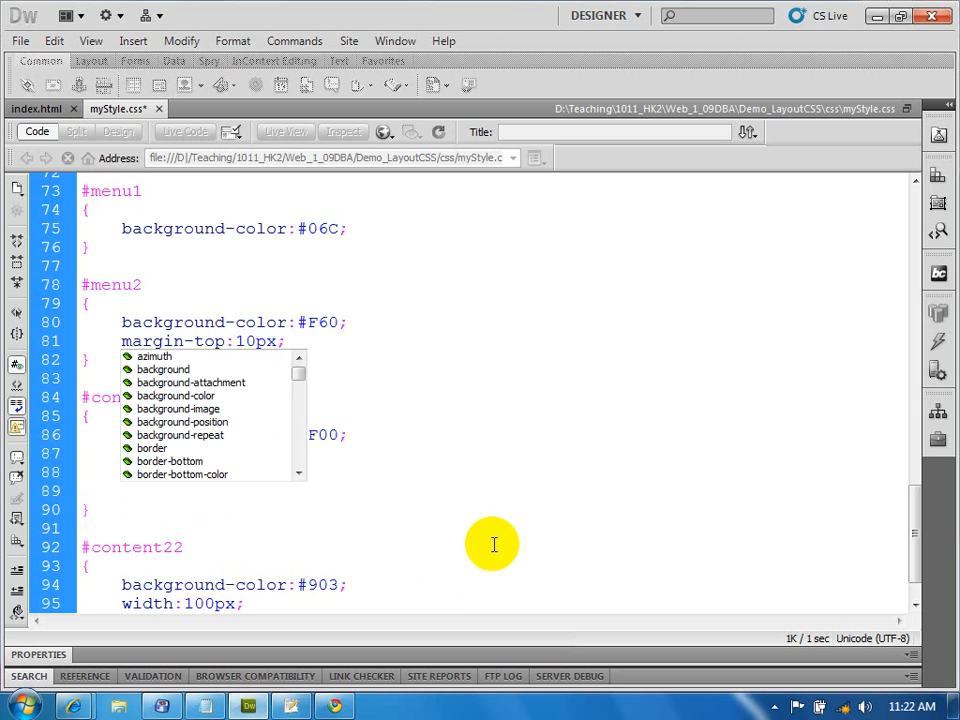 Dw DESIGNER CS Live
File Edit View Insert Modify Format Commands Site Window Help
Common Layout Forms Data Spry InContext Editing Text Favorites
index.html myStyle.css* D:\Teaching\1011_HK2\Web_1_09DBA\Demo_LayoutCSS\css\myStyle.css
Code Split Design Live Code Live View Inspect Title:
Address: file:///D|/Teaching/1011_HK2/Web_1_09DBA/Demo_LayoutCSS/css/myStyle.c
72
73 #menu1
74 {
75 background-color:#06C;
76 }
77
78 #menu2
79 {
80 background-color:#F60;
81 margin-top:10px;
82 }
azimuth
background
83
background-attachment
84 #con
background-color
85 {
background-image
background-position
86 F00;
background-repeat
87
border
88
border-bottom
border-bottom-color
89
90 }
91
92 #content22
93 {
94 background-color:#903;
95 width:100px;
1K / 1 sec Unicode (UTF-8)
PROPERTIES
SEARCH REFERENCE VALIDATION BROWSER COMPATIBILITY LINK CHECKER SITE REPORTS FTP LOG SERVER DEBUG
Dw 11:22 AM